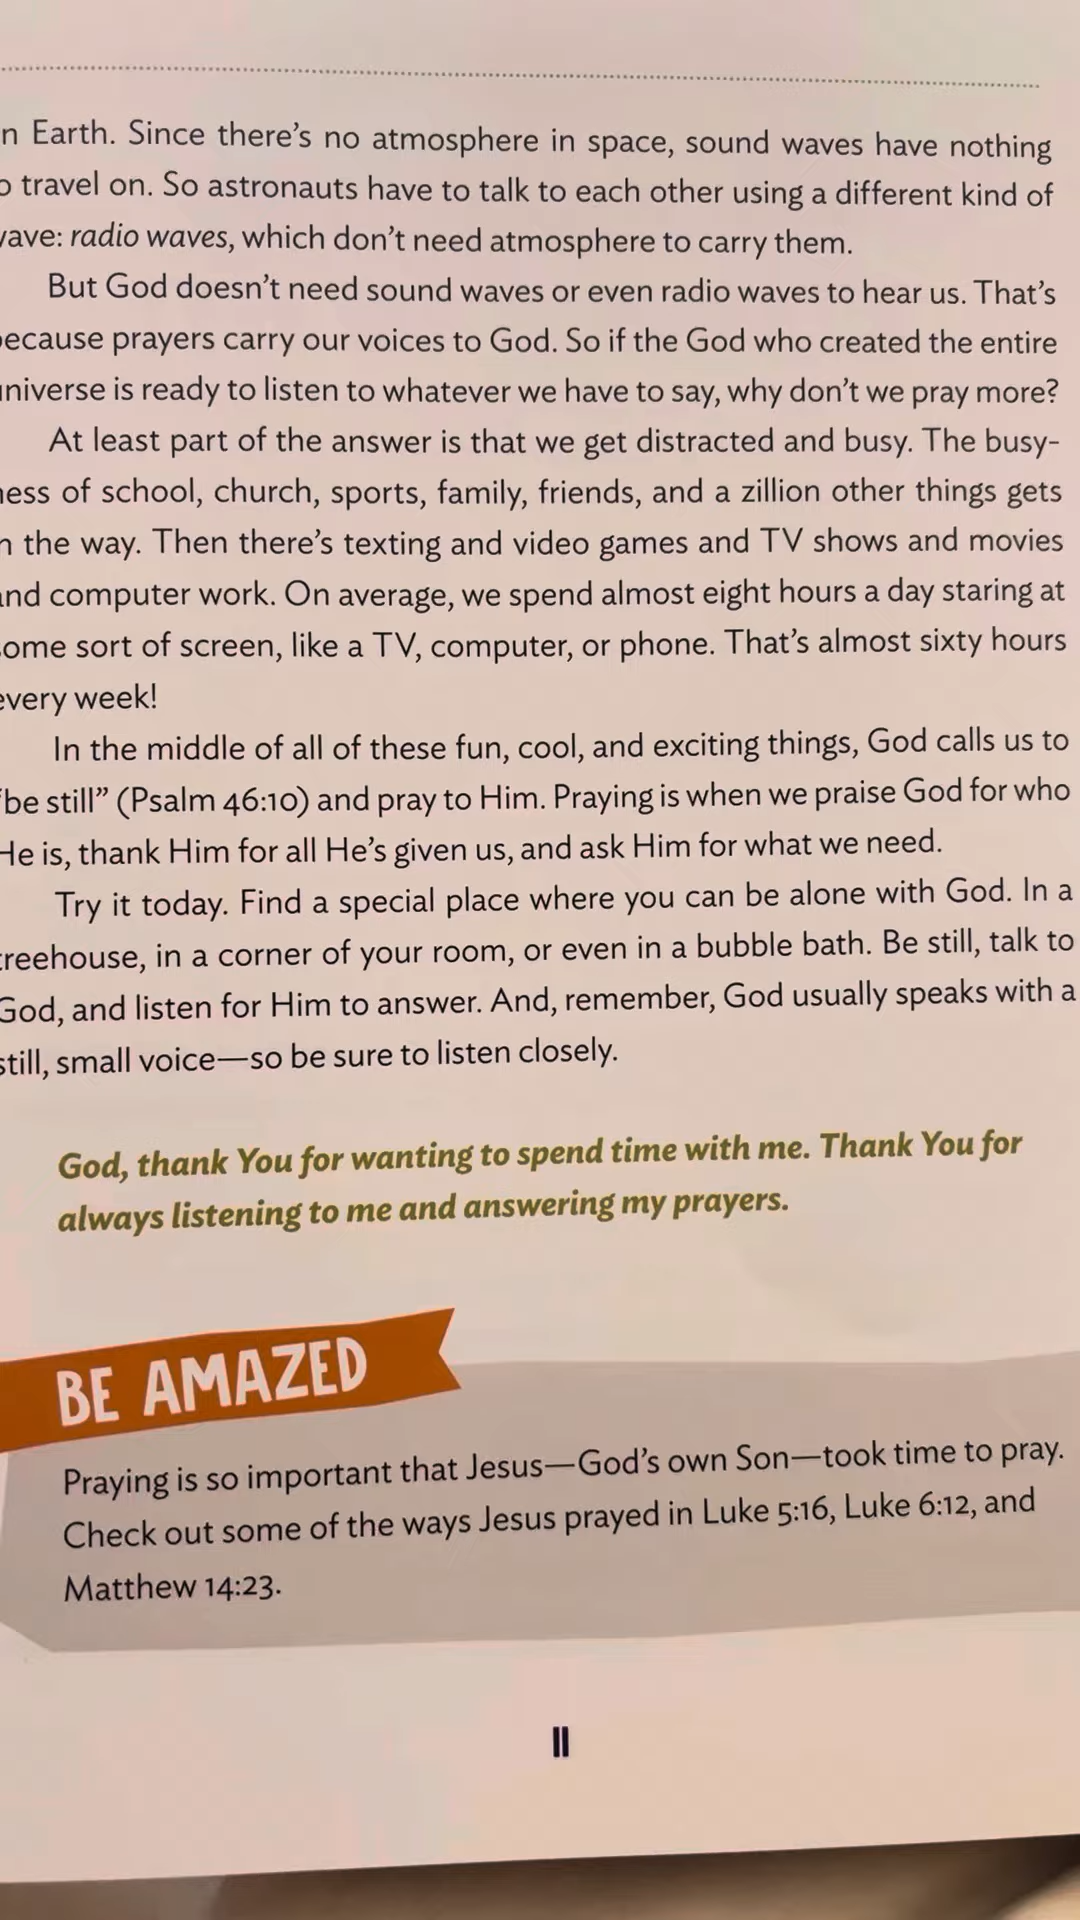 n Earth. Since there's no atmosphere in space, sound waves have nothing
o travel on. So astronauts have to talk to each other using a different kind of
ave: radio waves, which don't need atmosphere to carry them.
But God doesn't need sound waves or even radio waves to hear us. That's
ecause prayers carry our voices to God. So if the God who created the entire
niverse is ready to listen to whatever we have to say, why don't we pray more?
At least part of the answer is that we get distracted and busy. The busy-
ness of school, church, sports, family, friends, and a zillion other things gets
n the way. Then there's texting and video games and TV shows and movies
and computer work. On average, we spend almost eight hours a day staring at
ome sort of screen, like a TV, computer, or phone. That's almost sixty hours
every week!
In the middle of all of these fun, cool, and exciting things, God calls us to
"be still" (Psalm 46:10) and pray to Him. Praying is when we praise God for who
He is, thank Him for all He's given us, and ask Him for what we need.
Try it today. Find a special place where you can be alone with God. In a
treehouse, in a corner of your room, or even in a bubble bath. Be still, talk to
God, and listen for Him to answer. And, remember, God usually speaks with a
still, small voice—so be sure to listen closely.
God, thank You for wanting to spend time with me. Thank You for
always listening to me and answering my prayers.
BE AMAZED
Praying is so important that Jesus—God's own Son—took time to pray.
Check out some of the ways Jesus prayed in Luke 5:16, Luke 6:12, and
Matthew 14:23.
11